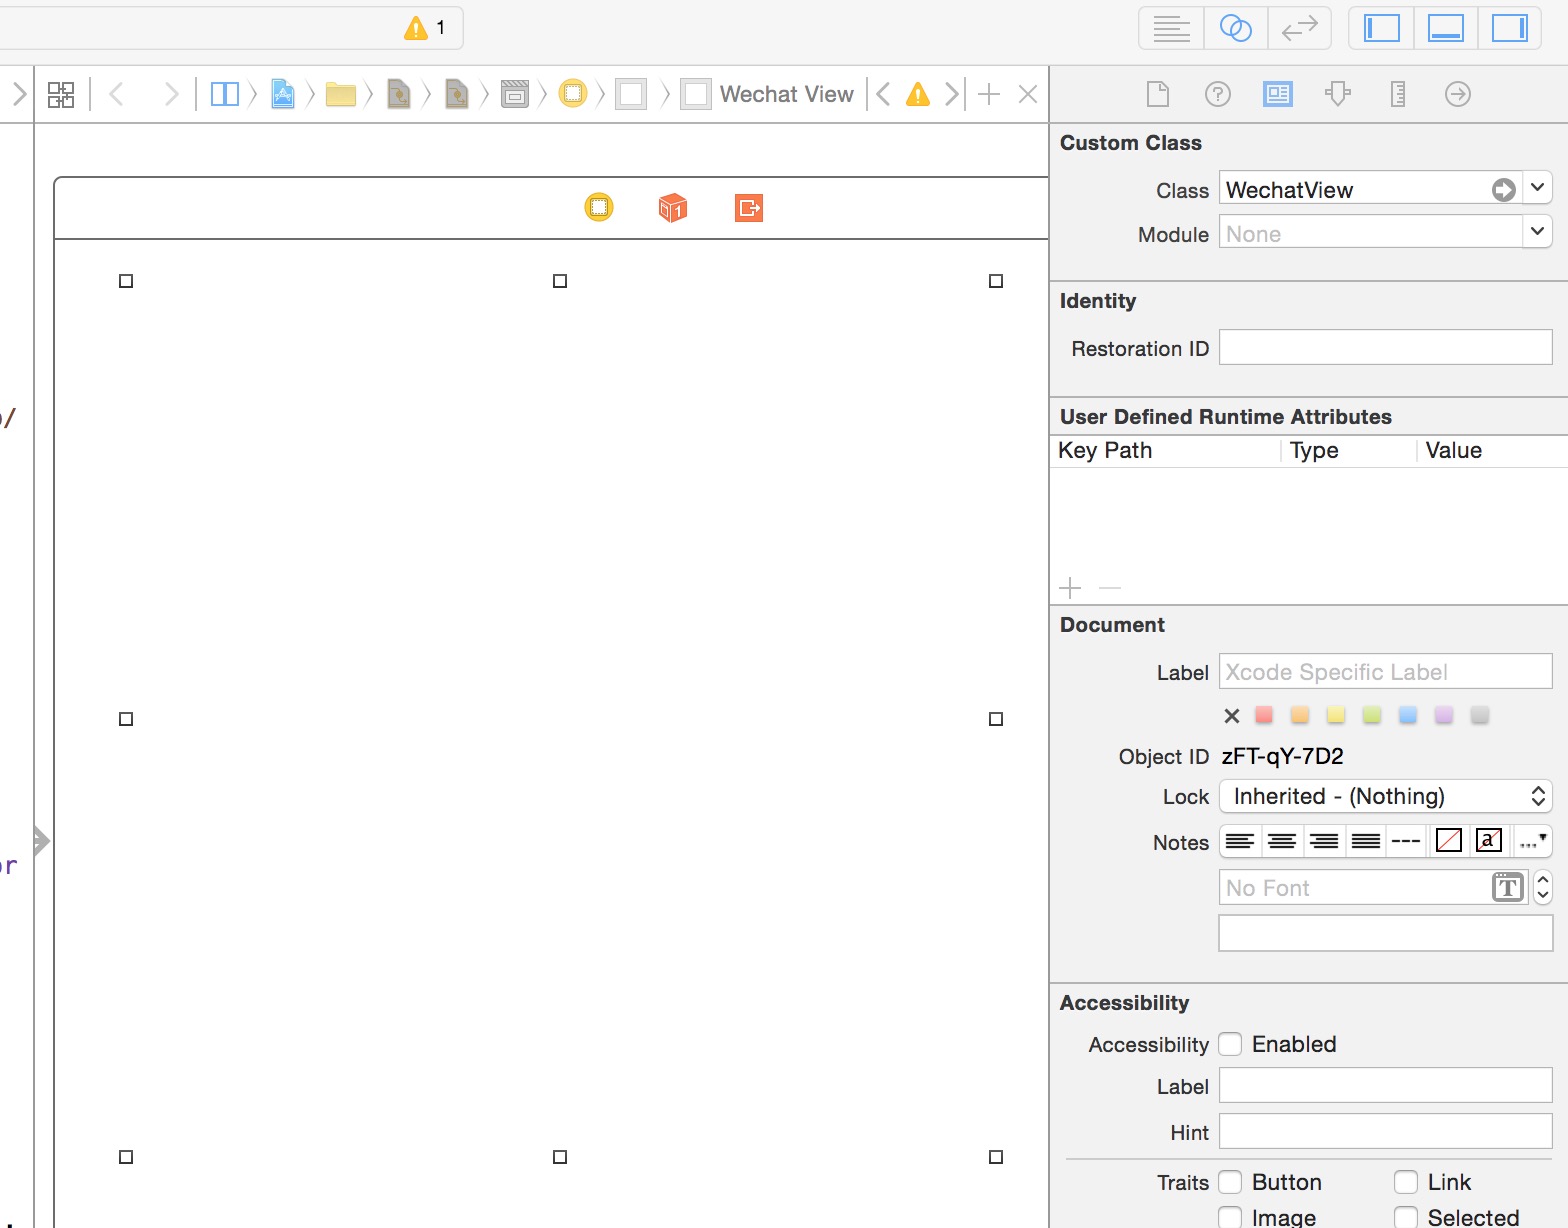 1
Wechat View
Custom Class
Class WechatView
Module None
Identity
Restoration ID
User Defined Runtime Attributes
Key Path Type Value
/
or
Document
Label Xcode Specific Label
Object ID zFT-qY-7D2
Lock Inherited - (Nothing)
Notes --- a ...
No Font T
Accessibility
Accessibility Enabled
Label
Hint
Traits Button Link
Image Selected